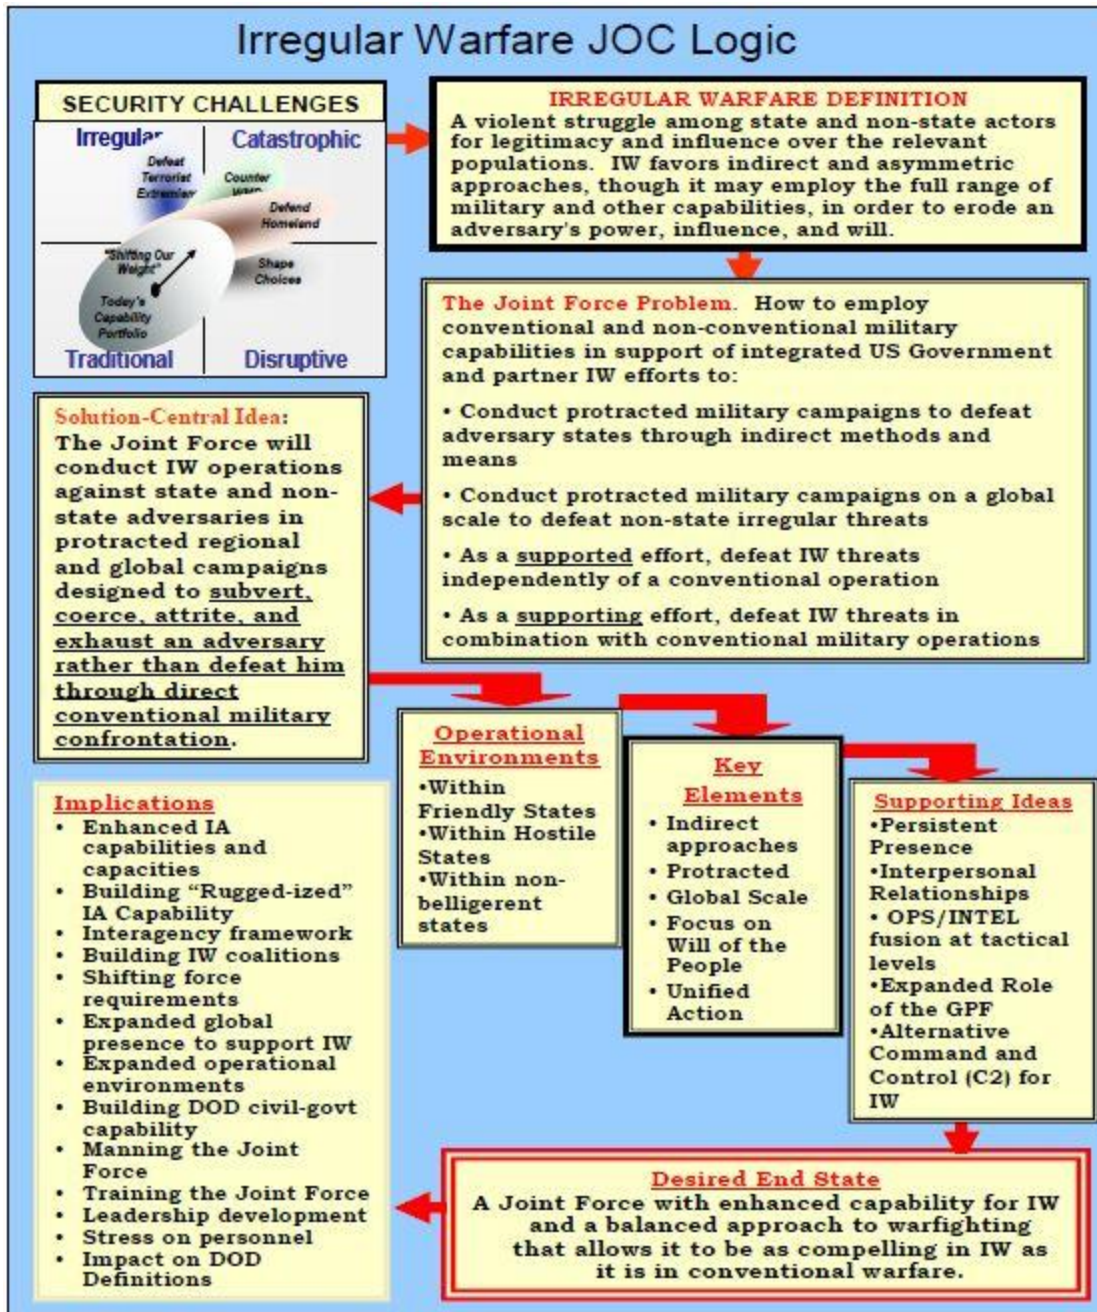 Irregular Warfare JOC Logic
SECURITY CHALLENGES
Irregular
Catastrophic
Defeat
Terrorist
Extremism
Counter
WMD
Defend
Homeland
"Shifting Our
Weight"
Shape
Choices
Today's
Capability
Portfolio
Traditional
Disruptive
IRREGULAR WARFARE DEFINITION
A violent struggle among state and non-state actors
for legitimacy and influence over the relevant
populations. IW favors indirect and asymmetric
approaches, though it may employ the full range of
military and other capabilities, in order to erode an
adversary's power, influence, and will.
The Joint Force Problem. How to employ
conventional and non-conventional military
capabilities in support of integrated US Government
and partner IW efforts to:
• Conduct protracted military campaigns to defeat
adversary states through indirect methods and
means
• Conduct protracted military campaigns on a global
scale to defeat non-state irregular threats
• As a supported effort, defeat IW threats
independently of a conventional operation
• As a supporting effort, defeat IW threats in
combination with conventional military operations
Solution-Central Idea:
The Joint Force will
conduct IW operations
against state and non-
state adversaries in
protracted regional
and global campaigns
designed to subvert,
coerce, attrite, and
exhaust an adversary
rather than defeat him
through direct
conventional military
confrontation.
Operational
Environments
•Within
Friendly States
•Within Hostile
States
•Within non-
belligerent
states
Key
Elements
• Indirect
approaches
• Protracted
• Global Scale
• Focus on
Will of the
People
• Unified
Action
Supporting Ideas
•Persistent
Presence
•Interpersonal
Relationships
• OPS/INTEL
fusion at tactical
levels
•Expanded Role
of the GPF
•Alternative
Command and
Control (C2) for
IW
Implications
• Enhanced IA
capabilities and
capacities
• Building “Rugged-ized”
IA Capability
• Interagency framework
• Building IW coalitions
• Shifting force
requirements
• Expanded global
presence to support IW
• Expanded operational
environments
• Building DOD civil-govt
capability
• Manning the Joint
Force
• Training the Joint Force
• Leadership development
• Stress on personnel
• Impact on DOD
Definitions
Desired End State
A Joint Force with enhanced capability for IW
and a balanced approach to warfighting
that allows it to be as compelling in IW as
it is in conventional warfare.